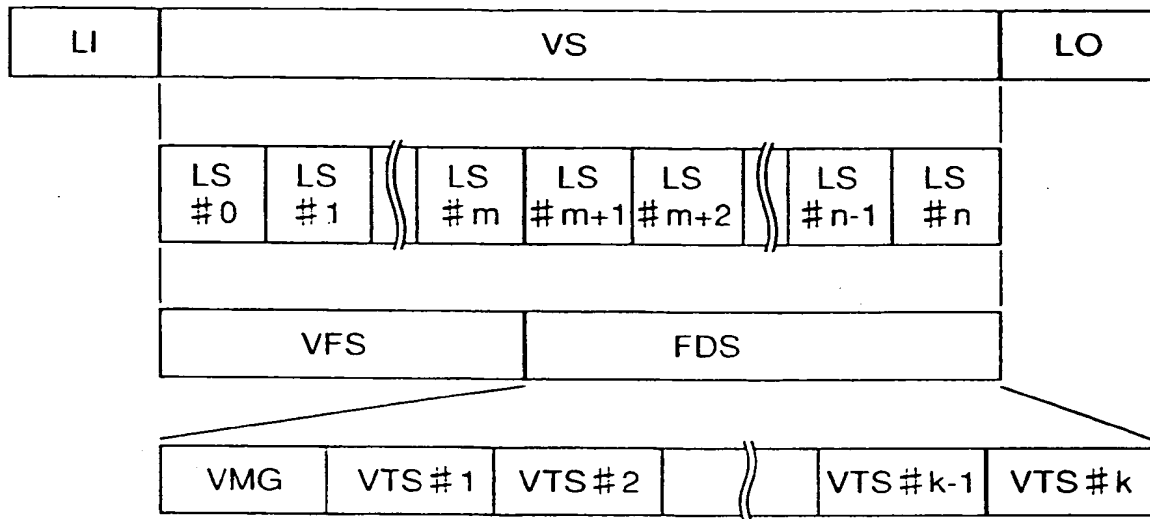 LI VS LO
LS LS LS LS LS LS LS
#0 #1 #m #m+1 #m+2 #n-1 #n
VFS FDS
VMG VTS#1 VTS#2 VTS#k-1 VTS#k